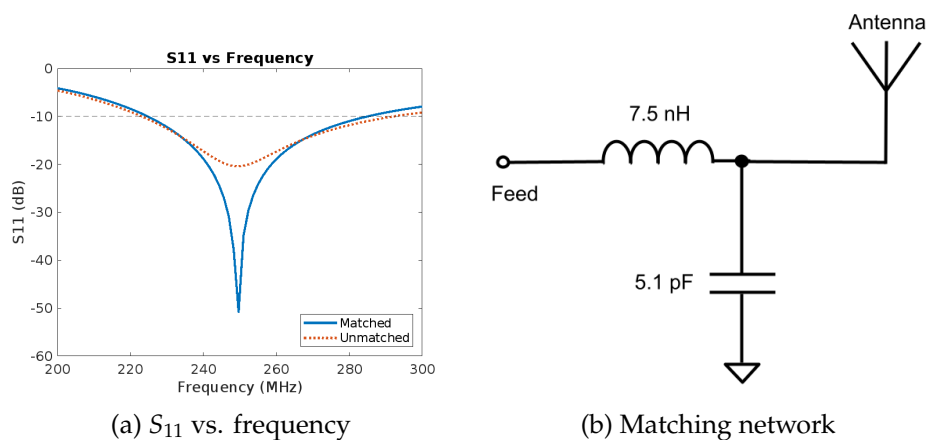 S11 vs Frequency
0
-10
-20
-30
-40
-50
-60
S11 (dB)
200
220
240
260
280
300
Frequency (MHz)
Matched
Unmatched
(a) S₁₁ vs. frequency
Antenna
7.5 nH
Feed
5.1 pF
(b) Matching network